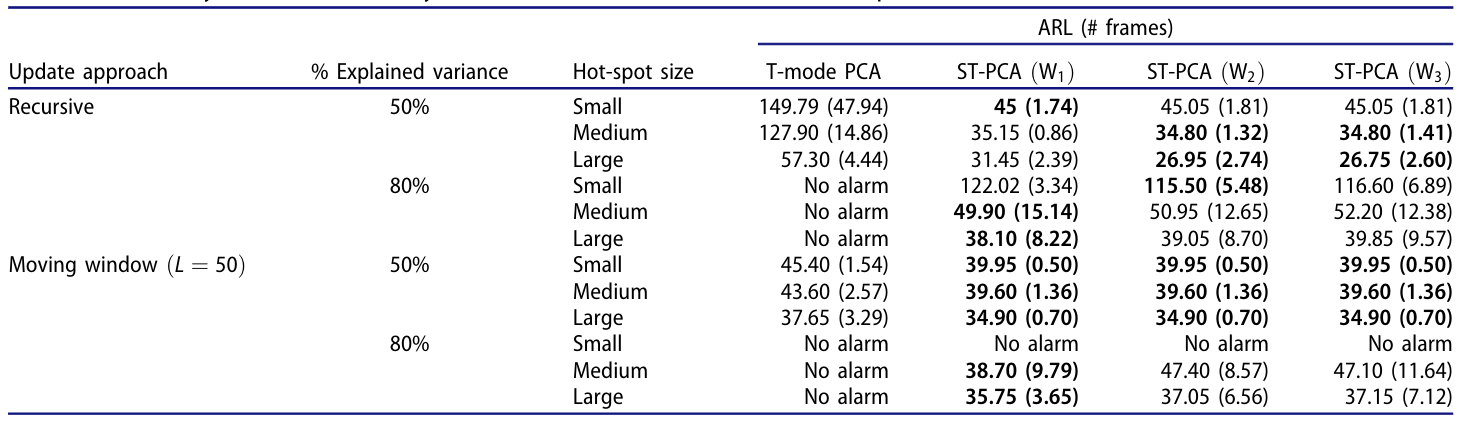 ARL (# frames)
Update approach % Explained variance Hot-spot size T-mode PCA ST-PCA (W₁) ST-PCA (W₂) ST-PCA (W₃)
Recursive 50% Small 149.79 (47.94) 45 (1.74) 45.05 (1.81) 45.05 (1.81)
Medium 127.90 (14.86) 35.15 (0.86) 34.80 (1.32) 34.80 (1.41)
Large 57.30 (4.44) 31.45 (2.39) 26.95 (2.74) 26.75 (2.60)
80% Small No alarm 122.02 (3.34) 115.50 (5.48) 116.60 (6.89)
Medium No alarm 49.90 (15.14) 50.95 (12.65) 52.20 (12.38)
Large No alarm 38.10 (8.22) 39.05 (8.70) 39.85 (9.57)
Moving window (L = 50) 50% Small 45.40 (1.54) 39.95 (0.50) 39.95 (0.50) 39.95 (0.50)
Medium 43.60 (2.57) 39.60 (1.36) 39.60 (1.36) 39.60 (1.36)
Large 37.65 (3.29) 34.90 (0.70) 34.90 (0.70) 34.90 (0.70)
80% Small No alarm No alarm No alarm No alarm
Medium No alarm 38.70 (9.79) 47.40 (8.57) 47.10 (11.64)
Large No alarm 35.75 (3.65) 37.05 (6.56) 37.15 (7.12)